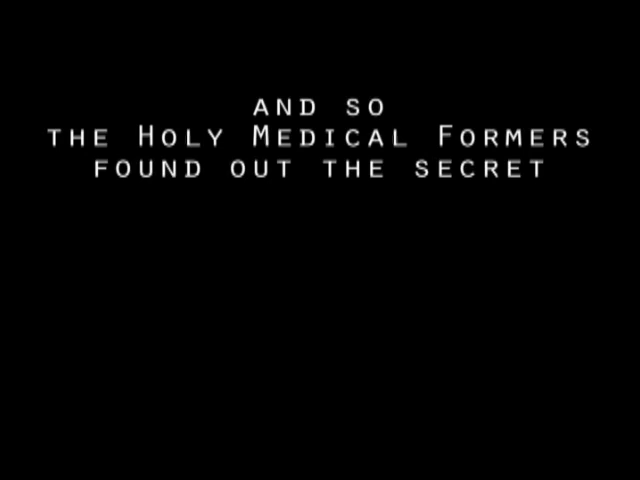 AND SO
THE HOLY MEDICAL FORMERS
FOUND OUT THE SECRET